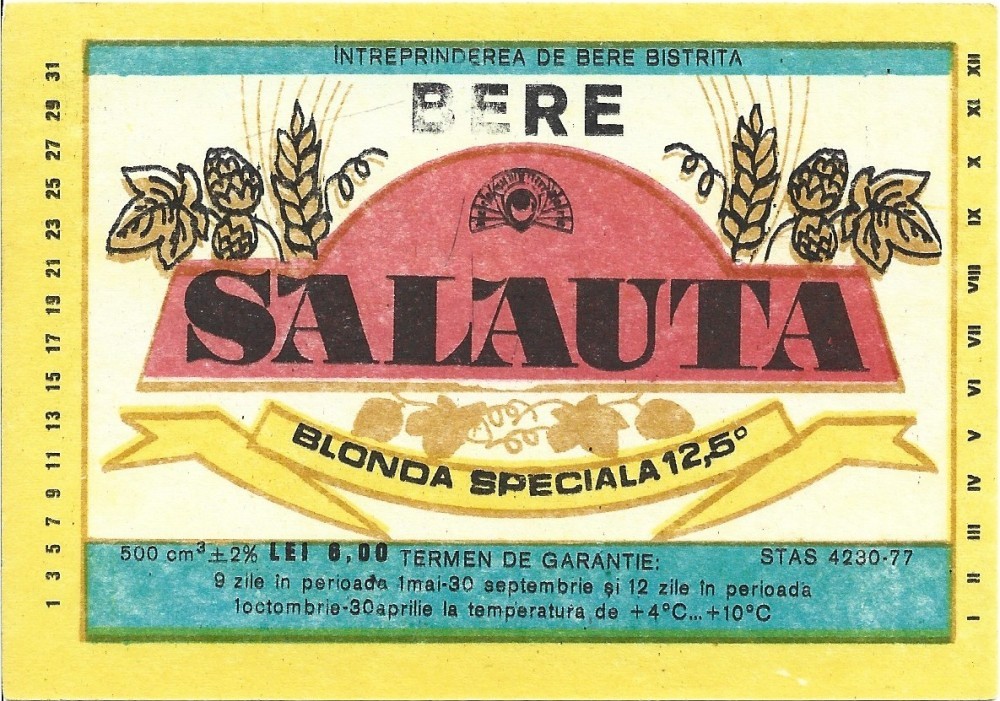 ÎNTREPRINDEREA DE BERE BISTRITA
BERE
SALAUTA
BLONDA SPECIALA 12,5°
500 cm³ ±2% LEI 6,00 TERMEN DE GARANTIE: STAS 4230-77
9 zile în perioada 1mai-30 septembrie și 12 zile în perioada
1octombrie-30aprilie la temperatura de +4°C...+10°C
1 3 5 7 9 11 13 15 17 19 21 23 25 27 29 31
I II III IV V VI VII VIII IX X XI XII